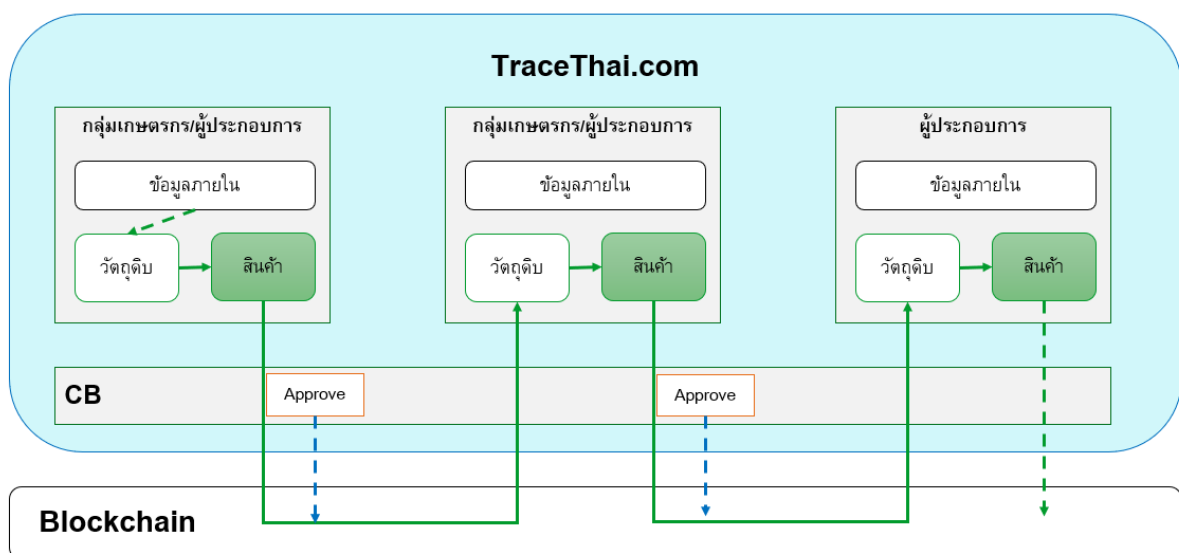 TraceThai.com
กลุ่มเกษตรกร/ผู้ประกอบการ
ข้อมูลภายใน
วัตถุดิบ
สินค้า
กลุ่มเกษตรกร/ผู้ประกอบการ
ข้อมูลภายใน
วัตถุดิบ
สินค้า
ผู้ประกอบการ
ข้อมูลภายใน
วัตถุดิบ
สินค้า
CB
Approve
Approve
Blockchain